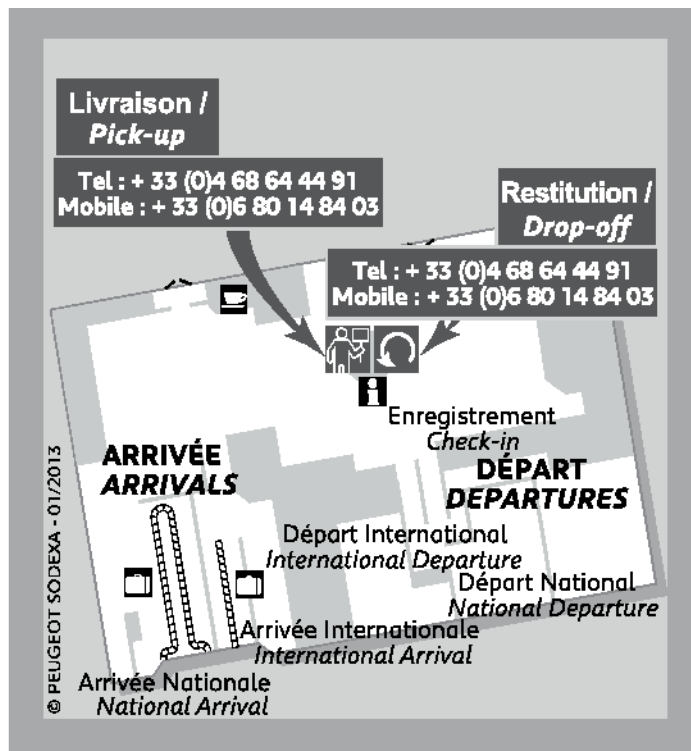 Livraison /
Pick-up
Tel : + 33 (0)4 68 64 44 91
Mobile : + 33 (0)6 80 14 84 03
Restitution /
Drop-off
Tel : + 33 (0)4 68 64 44 91
Mobile : + 33 (0)6 80 14 84 03
Enregistrement
Check-in
ARRIVÉE
ARRIVALS
DÉPART
DEPARTURES
Départ International
International Departure
Départ National
National Departure
Arrivée Internationale
International Arrival
Arrivée Nationale
National Arrival
© PEUGEOT SODEXA - 01/2013